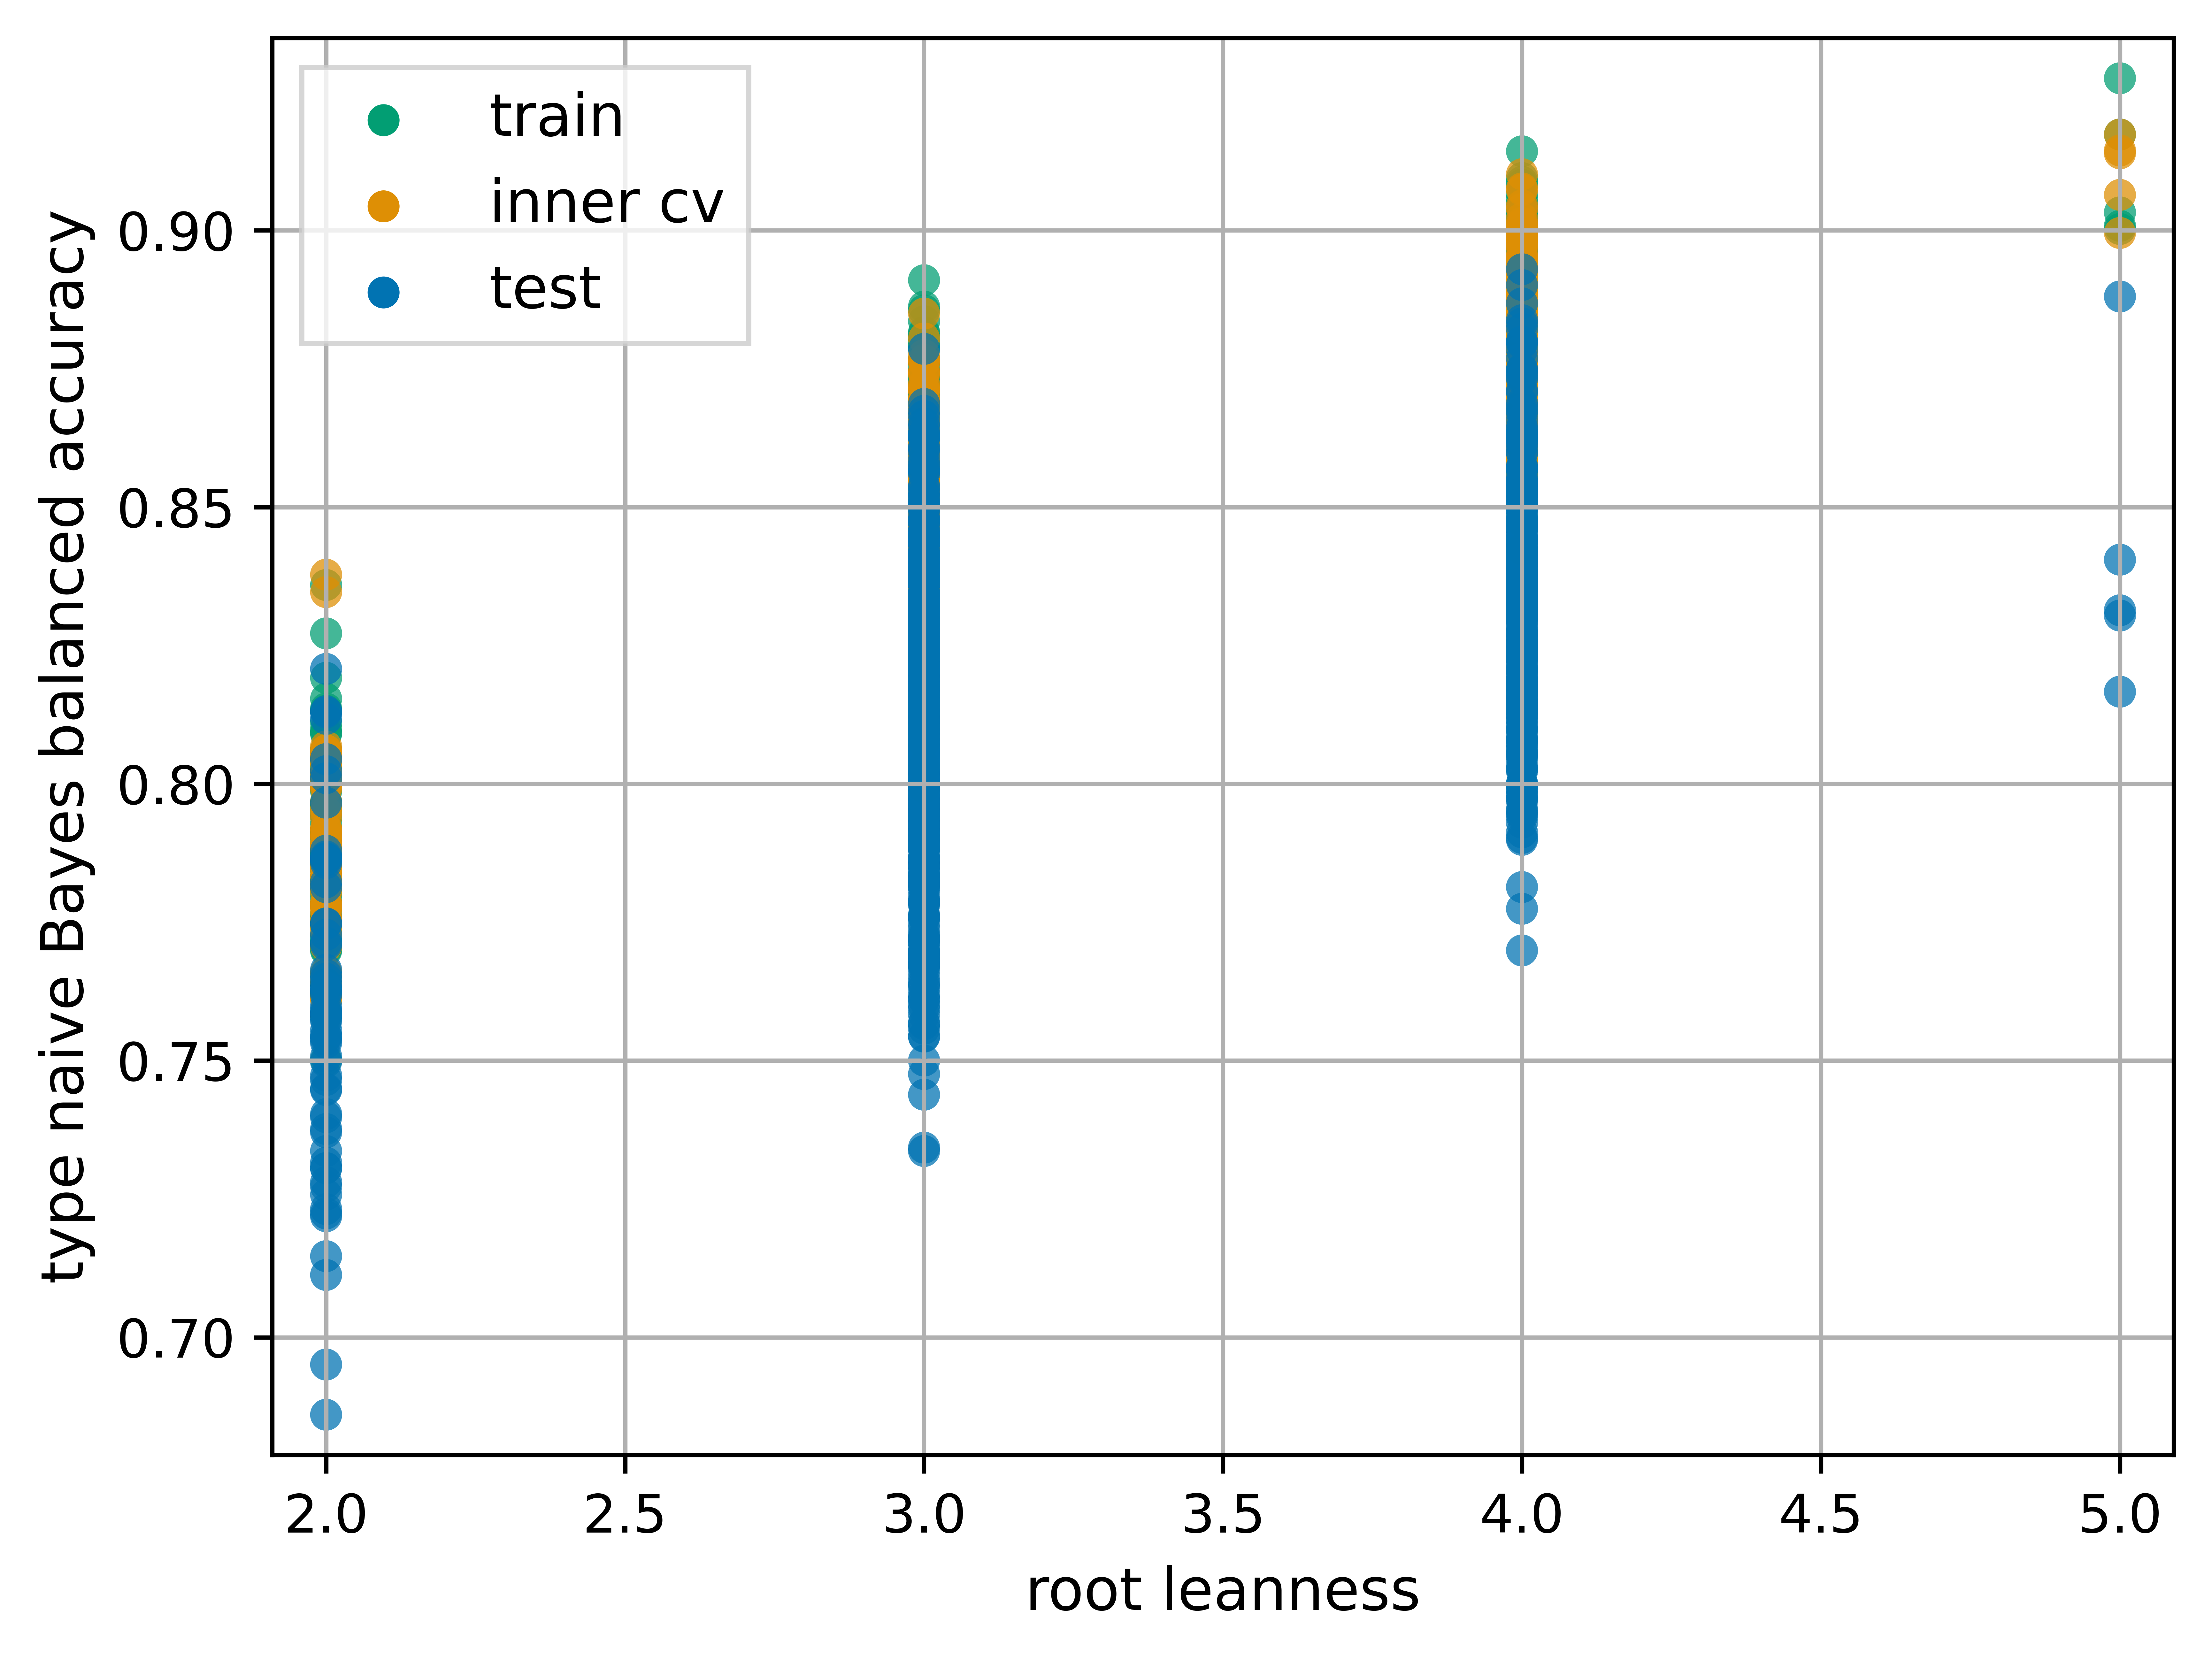 train
inner cv
test
type naive Bayes balanced accuracy
0.90
0.85
0.80
0.75
0.70
2.0 2.5 3.0 3.5 4.0 4.5 5.0
root leanness